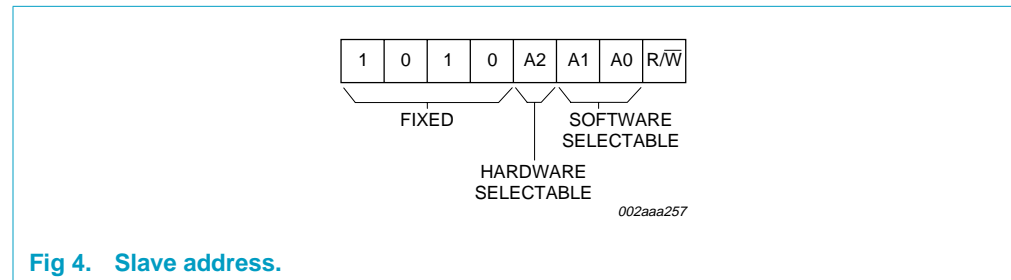 1 0 1 0 A2 A1 A0 R/W̅
FIXED
SOFTWARE
SELECTABLE
HARDWARE
SELECTABLE
002aaa257
Fig 4. Slave address.